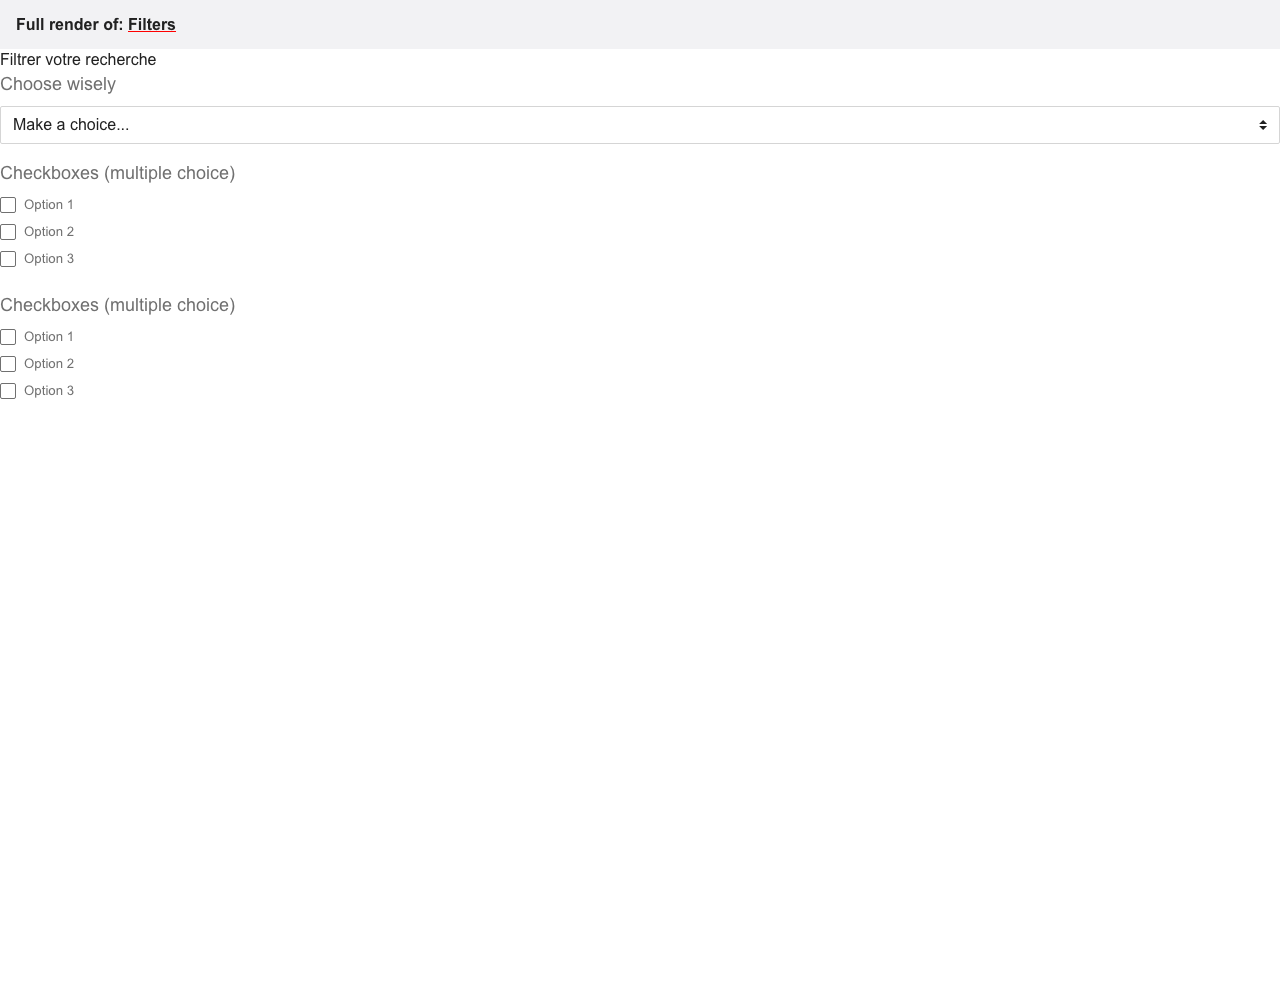 Full render of: Filters
Filtrer votre recherche
Choose wisely
Make a choice...
Checkboxes (multiple choice)
Option 1
Option 2
Option 3
Checkboxes (multiple choice)
Option 1
Option 2
Option 3